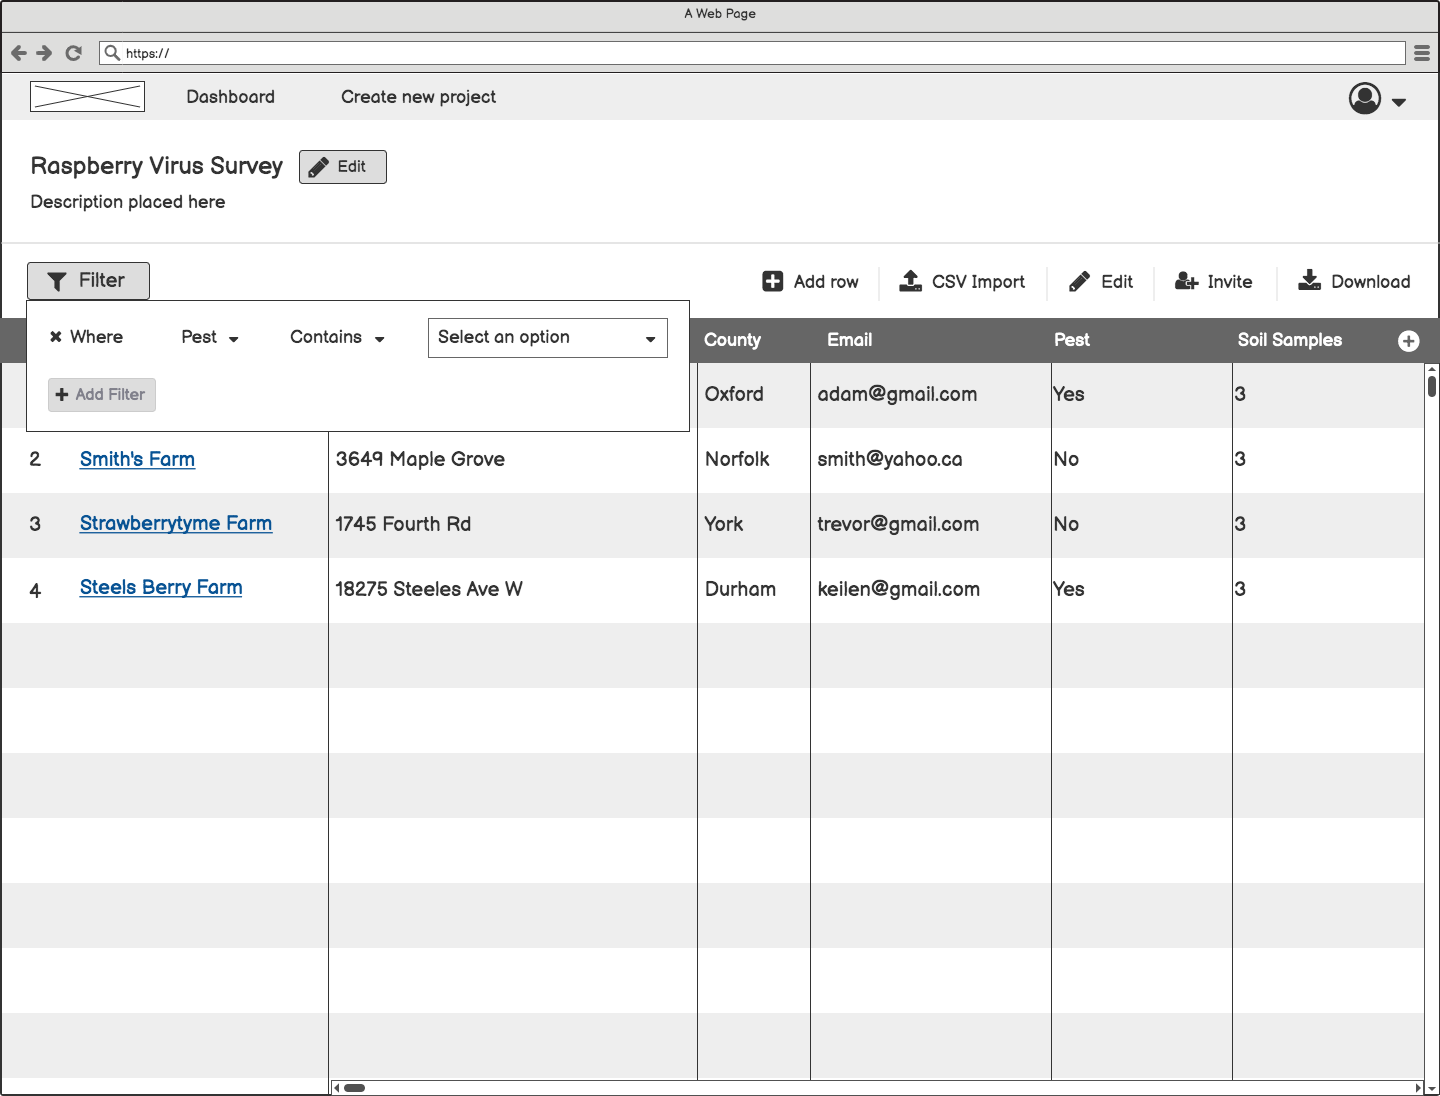 A Web Page
https://
Dashboard Create new project
Raspberry Virus Survey Edit
Description placed here
Filter Add row CSV Import Edit Invite Download
Where Pest Contains Select an option County Email Pest Soil Samples
Add Filter Oxford adam@gmail.com Yes 3
2 Smith's Farm 3649 Maple Grove Norfolk smith@yahoo.ca No 3
3 Strawberrytyme Farm 1745 Fourth Rd York trevor@gmail.com No 3
4 Steels Berry Farm 18275 Steeles Ave W Durham keilen@gmail.com Yes 3